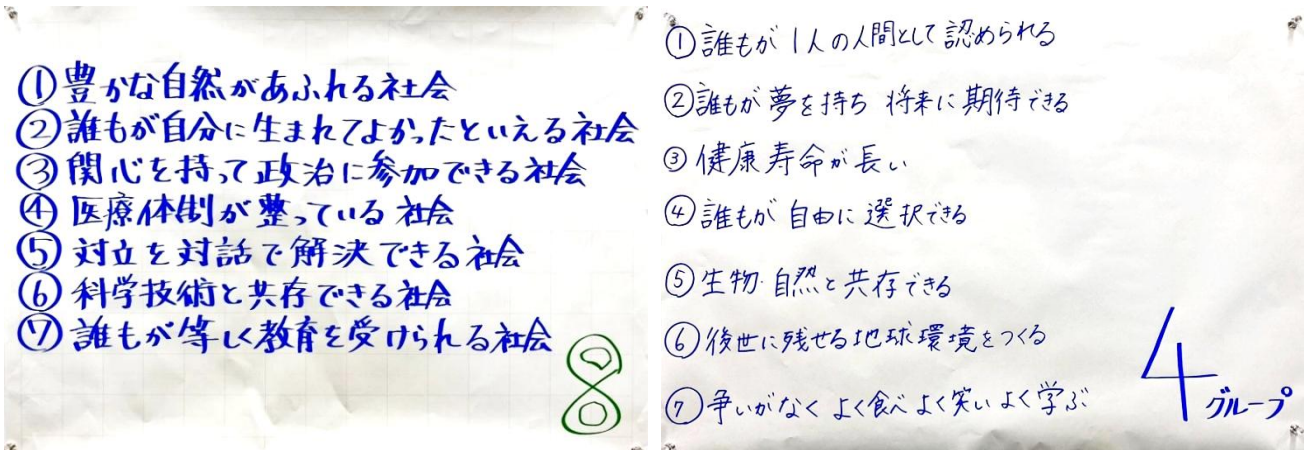 ①豊かな自然があふれる社会
②誰もが自分に生まれてよかったといえる社会
③関心を持って政治に参加できる社会
④医療体制が整っている社会
⑤対立を対話で解決できる社会
⑥科学技術と共存できる社会
⑦誰もが等しく教育を受けられる社会
8
①誰もが1人の人間として認められる
②誰もが夢を持ち 将来に期待できる
③健康寿命が長い
④誰もが自由に選択できる
⑤生物・自然と共存できる
⑥後世に残せる地球環境をつくる
⑦争いがなく よく食べ よく笑い よく学ぶ
4グループ